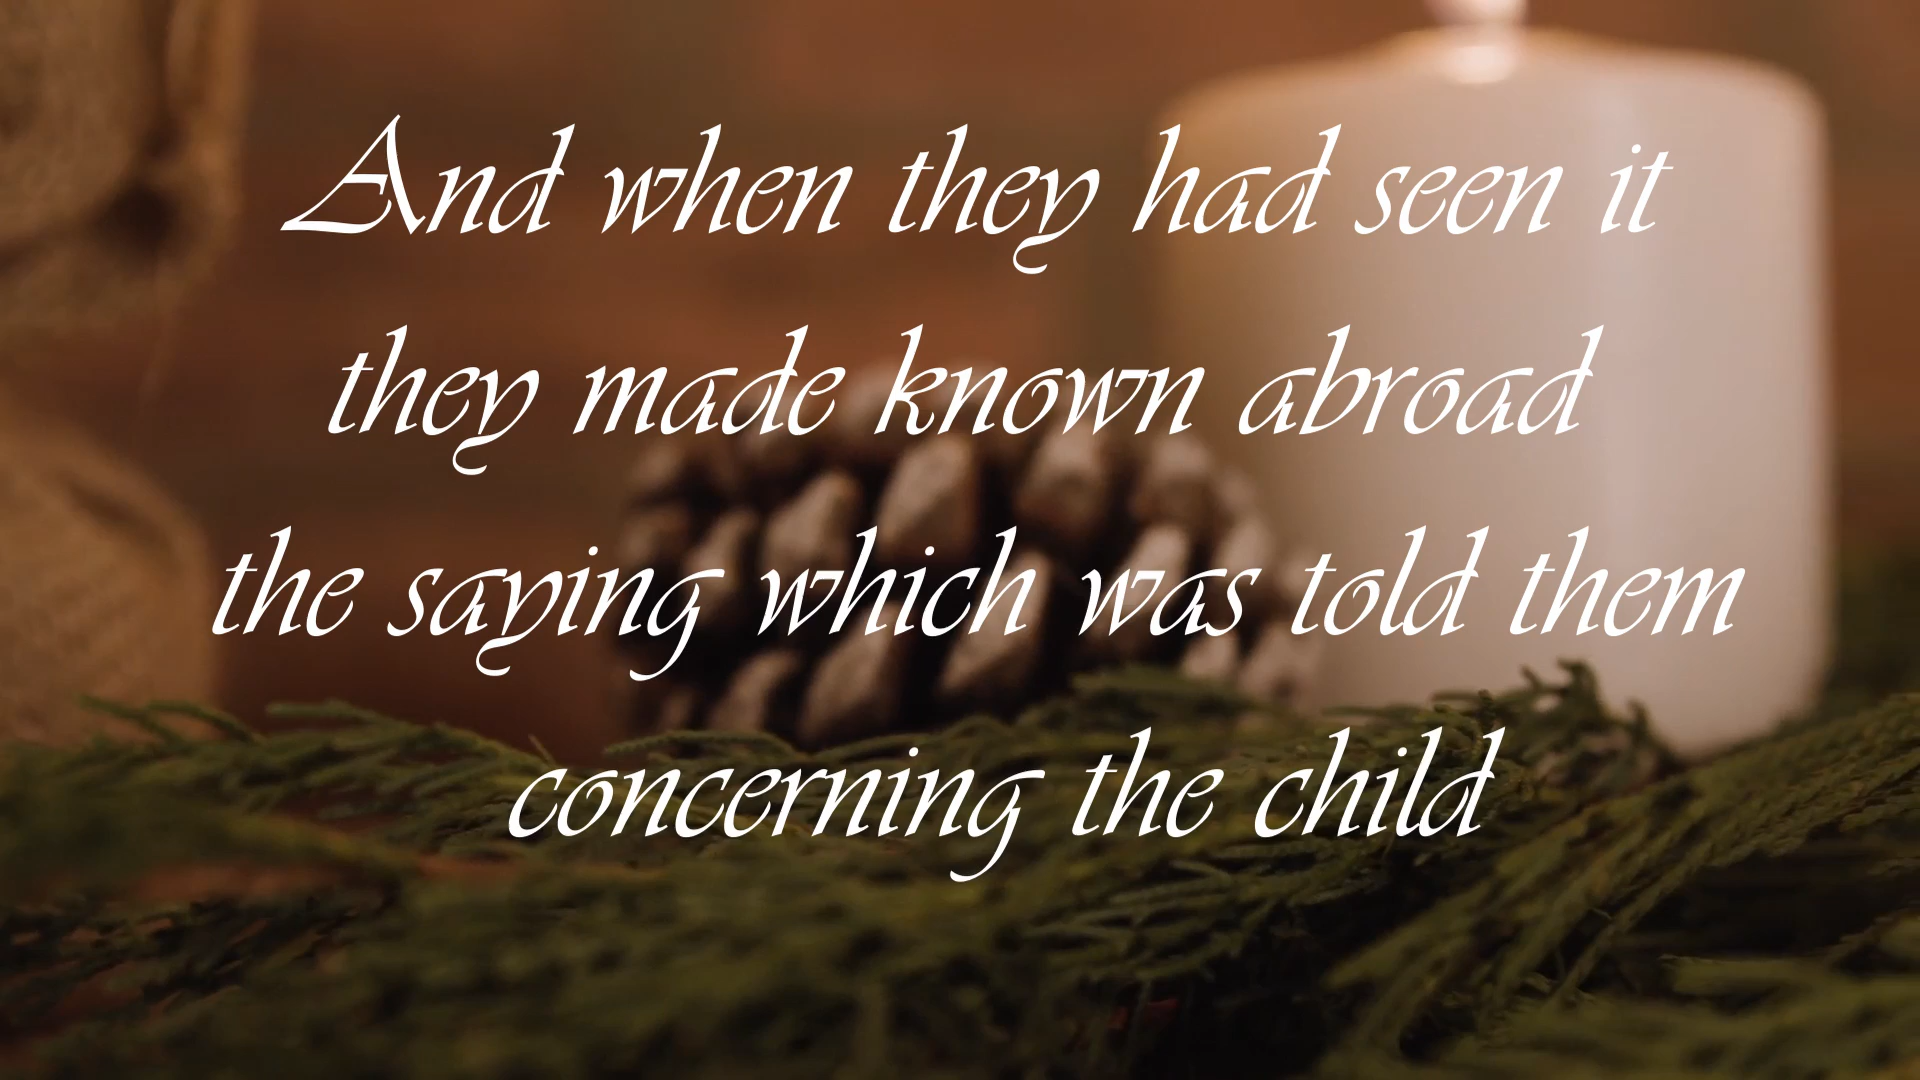 And when they had seen it
they made known abroad
the saying which was told them
concerning the child